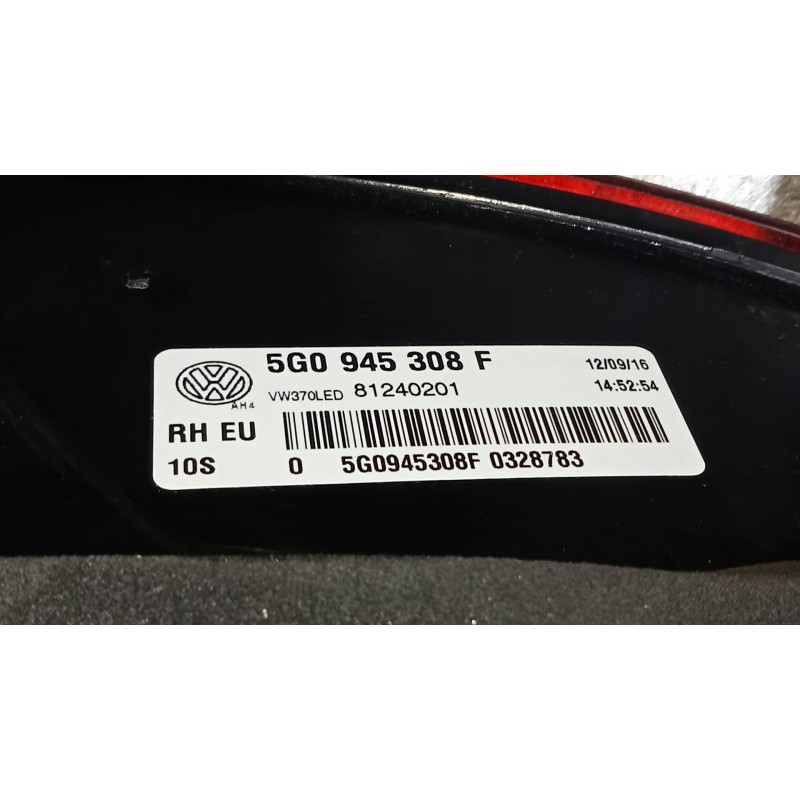 5G0 945 308 F 12/09/16
VW370LED 81240201 14:52:54
AH4
RH EU
10S 0 5G0945308F 0328783